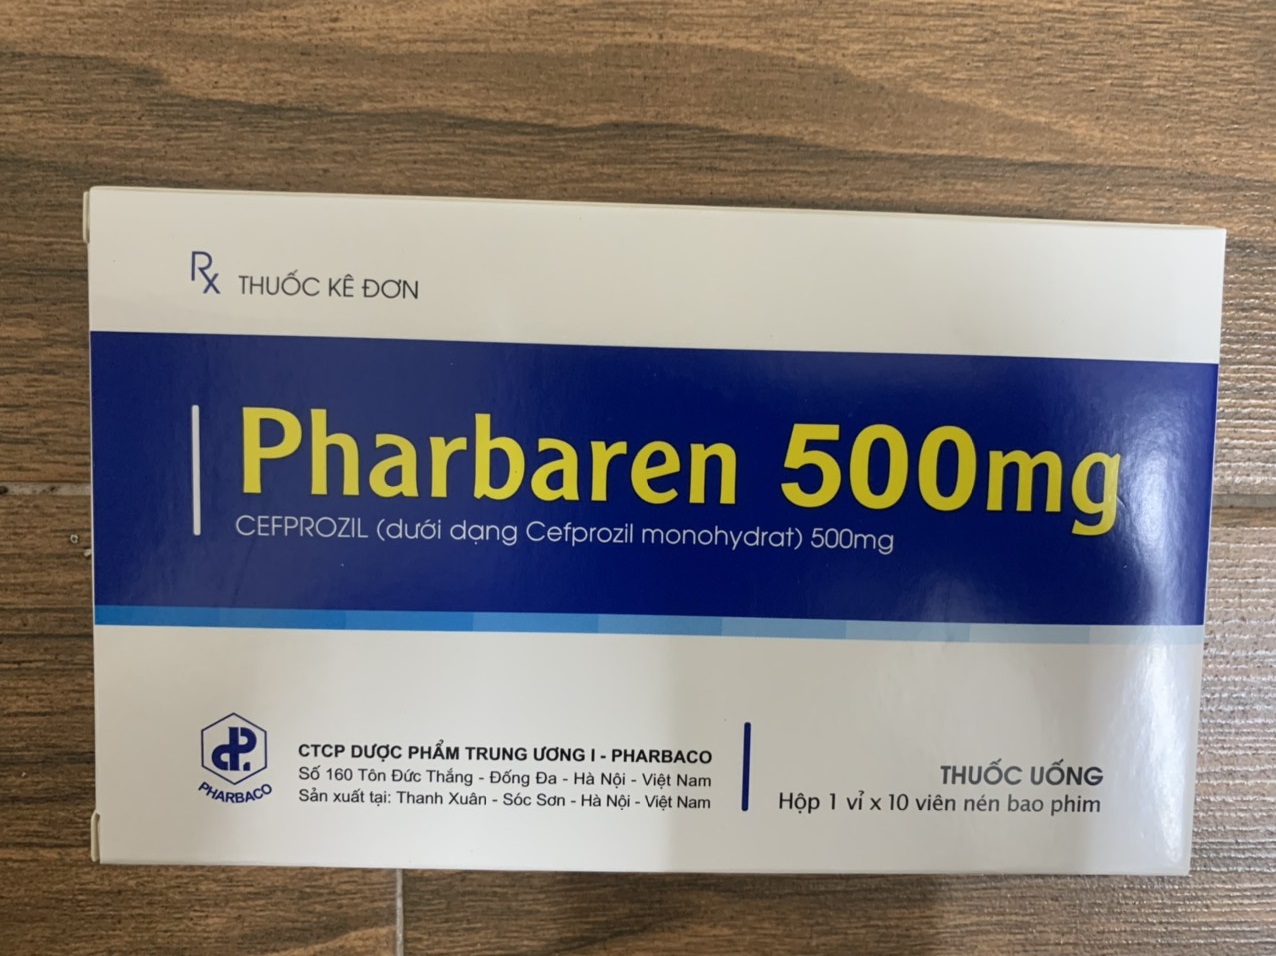 Rx THUỐC KÊ ĐƠN
Pharbaren 500mg
CEFPROZIL (dưới dạng Cefprozil monohydrat) 500mg
PHARBACO
CTCP DƯỢC PHẨM TRUNG ƯƠNG I - PHARBACO
Số 160 Tôn Đức Thắng - Đống Đa - Hà Nội - Việt Nam
Sản xuất tại: Thanh Xuân - Sóc Sơn - Hà Nội - Việt Nam
THUỐC UỐNG
Hộp 1 vỉ x 10 viên nén bao phim